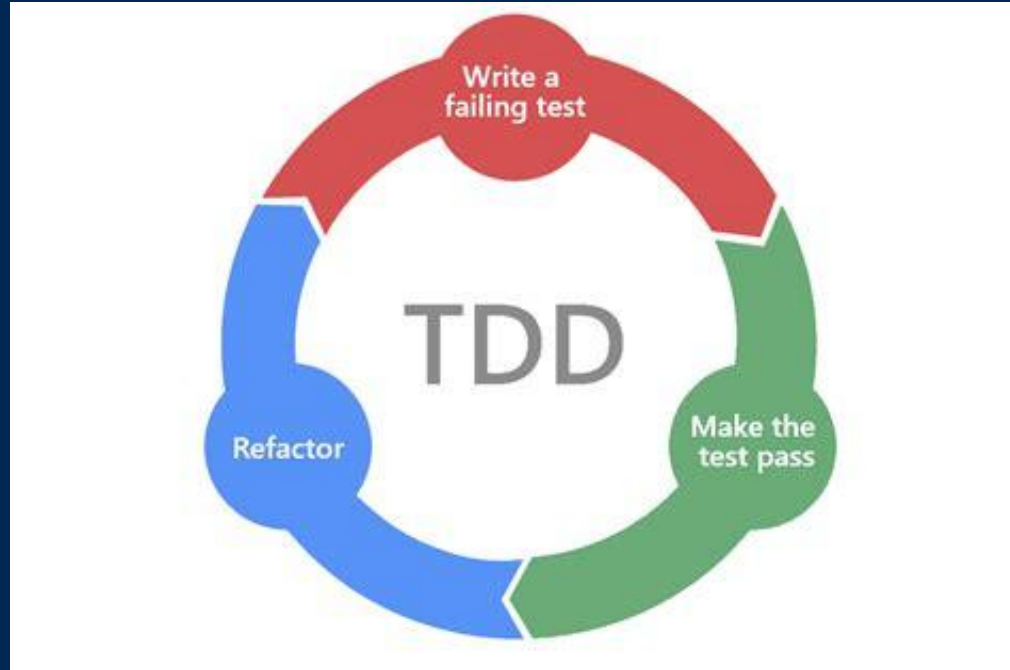 Write a
failing test
TDD
Make the
test pass
Refactor